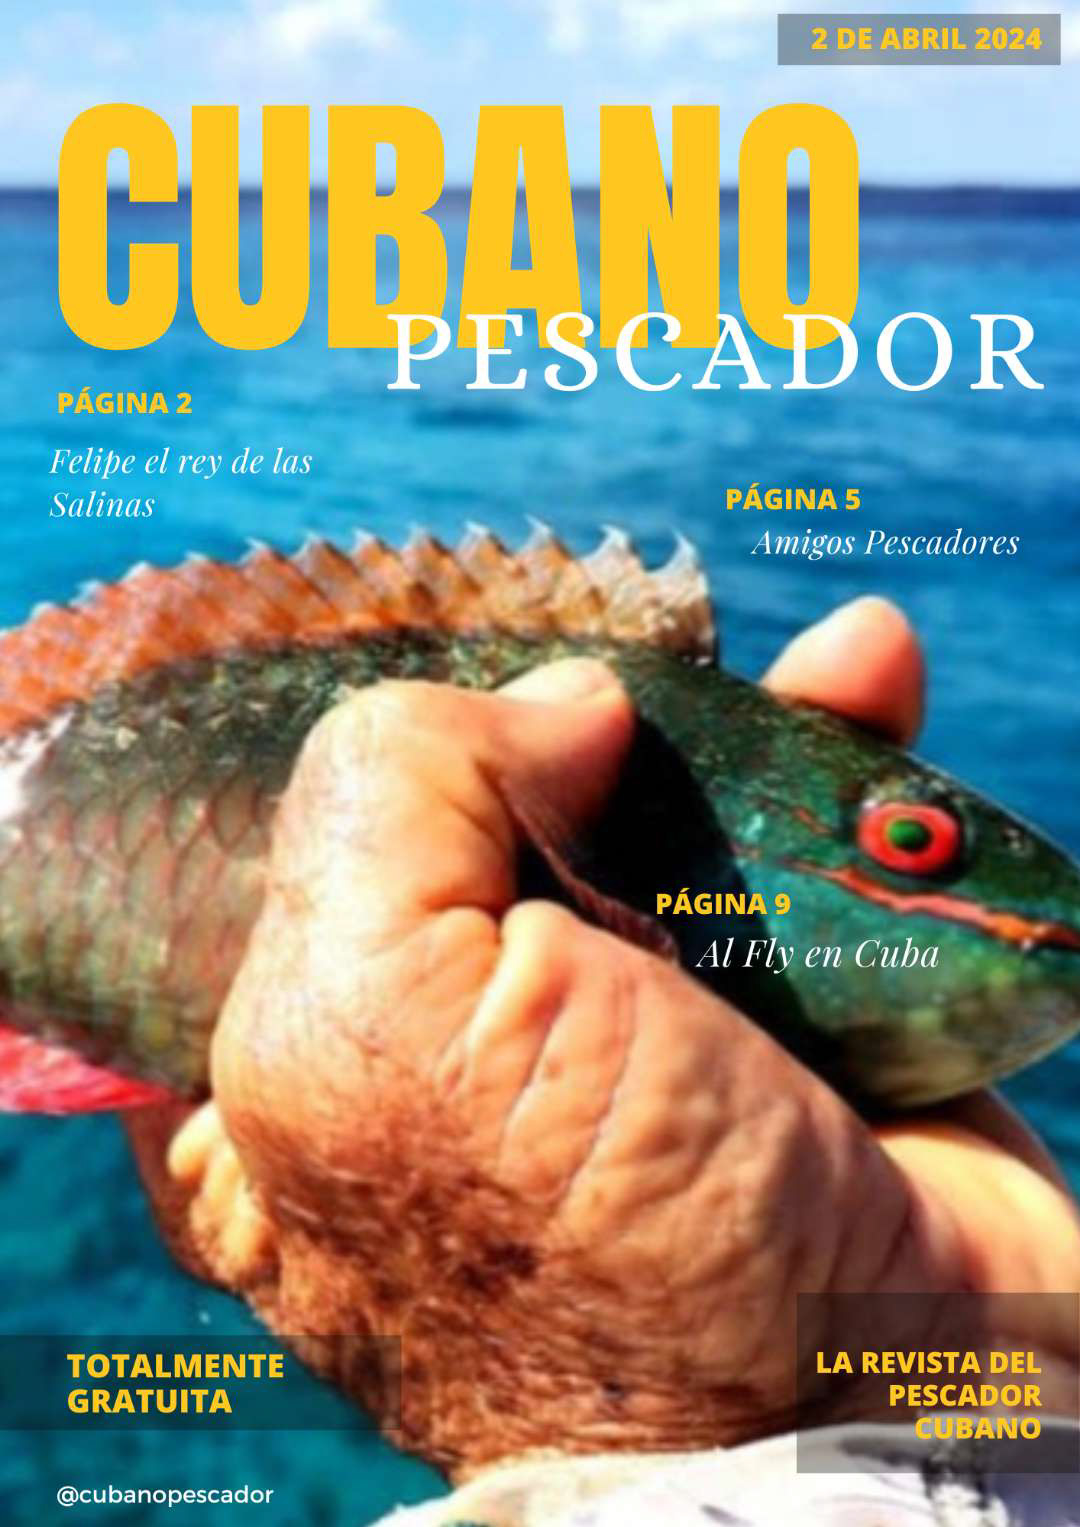 2 DE ABRIL 2024
CUBANO
PESCADOR
PÁGINA 2
Felipe el rey de las
Salinas
PÁGINA 5
Amigos Pescadores
PÁGINA 9
Al Fly en Cuba
TOTALMENTE
GRATUITA
LA REVISTA DEL
PESCADOR
CUBANO
@cubanopescador